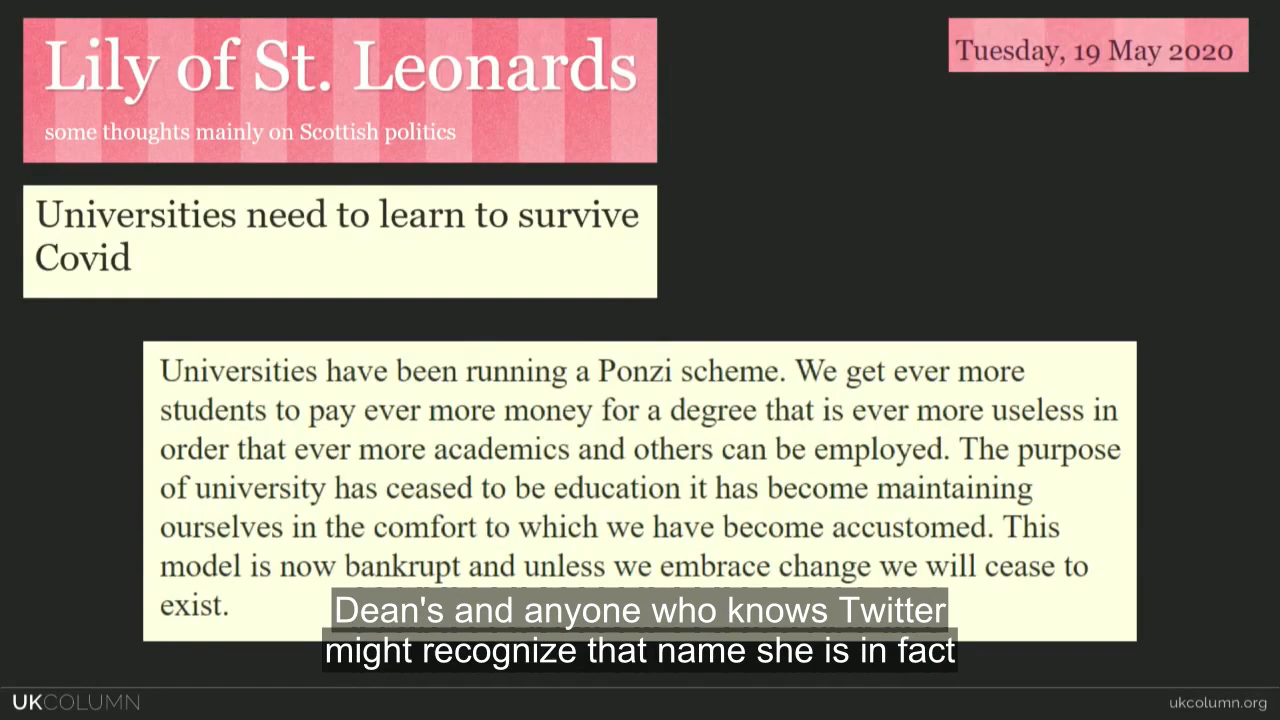 Lily of St. Leonards
some thoughts mainly on Scottish politics
Tuesday, 19 May 2020
Universities need to learn to survive
Covid
Universities have been running a Ponzi scheme. We get ever more
students to pay ever more money for a degree that is ever more useless in
order that ever more academics and others can be employed. The purpose
of university has ceased to be education it has become maintaining
ourselves in the comfort to which we have become accustomed. This
model is now bankrupt and unless we embrace change we will cease to
exist.
Dean's and anyone who knows Twitter
might recognize that name she is in fact
UKCOLUMN
ukcolumn.org